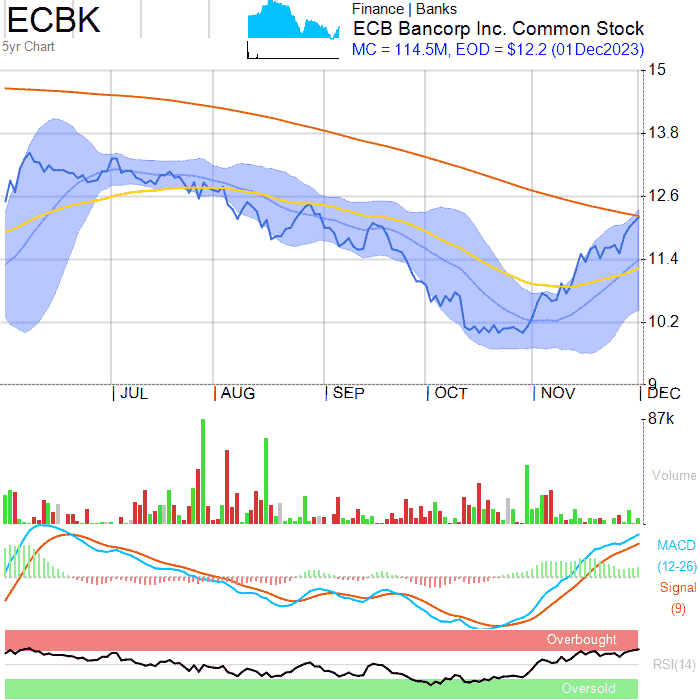 ECBK
5yr Chart
Finance | Banks
ECB Bancorp Inc. Common Stock
MC = 114.5M, EOD = $12.2 (01Dec2023)
15
13.8
12.6
11.4
10.2
9
| JUL | AUG | SEP | OCT | NOV | DEC
87k
Volume
MACD
(12-26)
Signal
(9)
Overbought
RSI(14)
Oversold